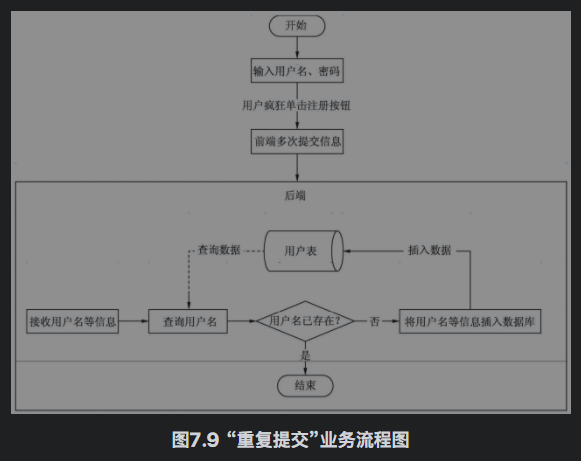 开始
输入用户名、密码
用户疯狂单击注册按钮
前端多次提交信息
后端
查询数据
用户表
插入数据
接收用户名等信息
查询用户名
用户名已存在?
否
将用户名等信息插入数据库
是
结束
图7.9 “重复提交”业务流程图